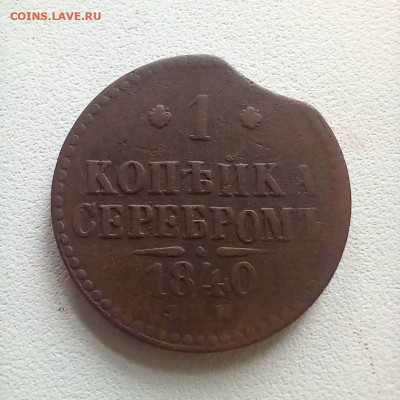 COINS.LAVE.RU
1
КОПѢЙКА
СЕРЕБРОМЪ
1840